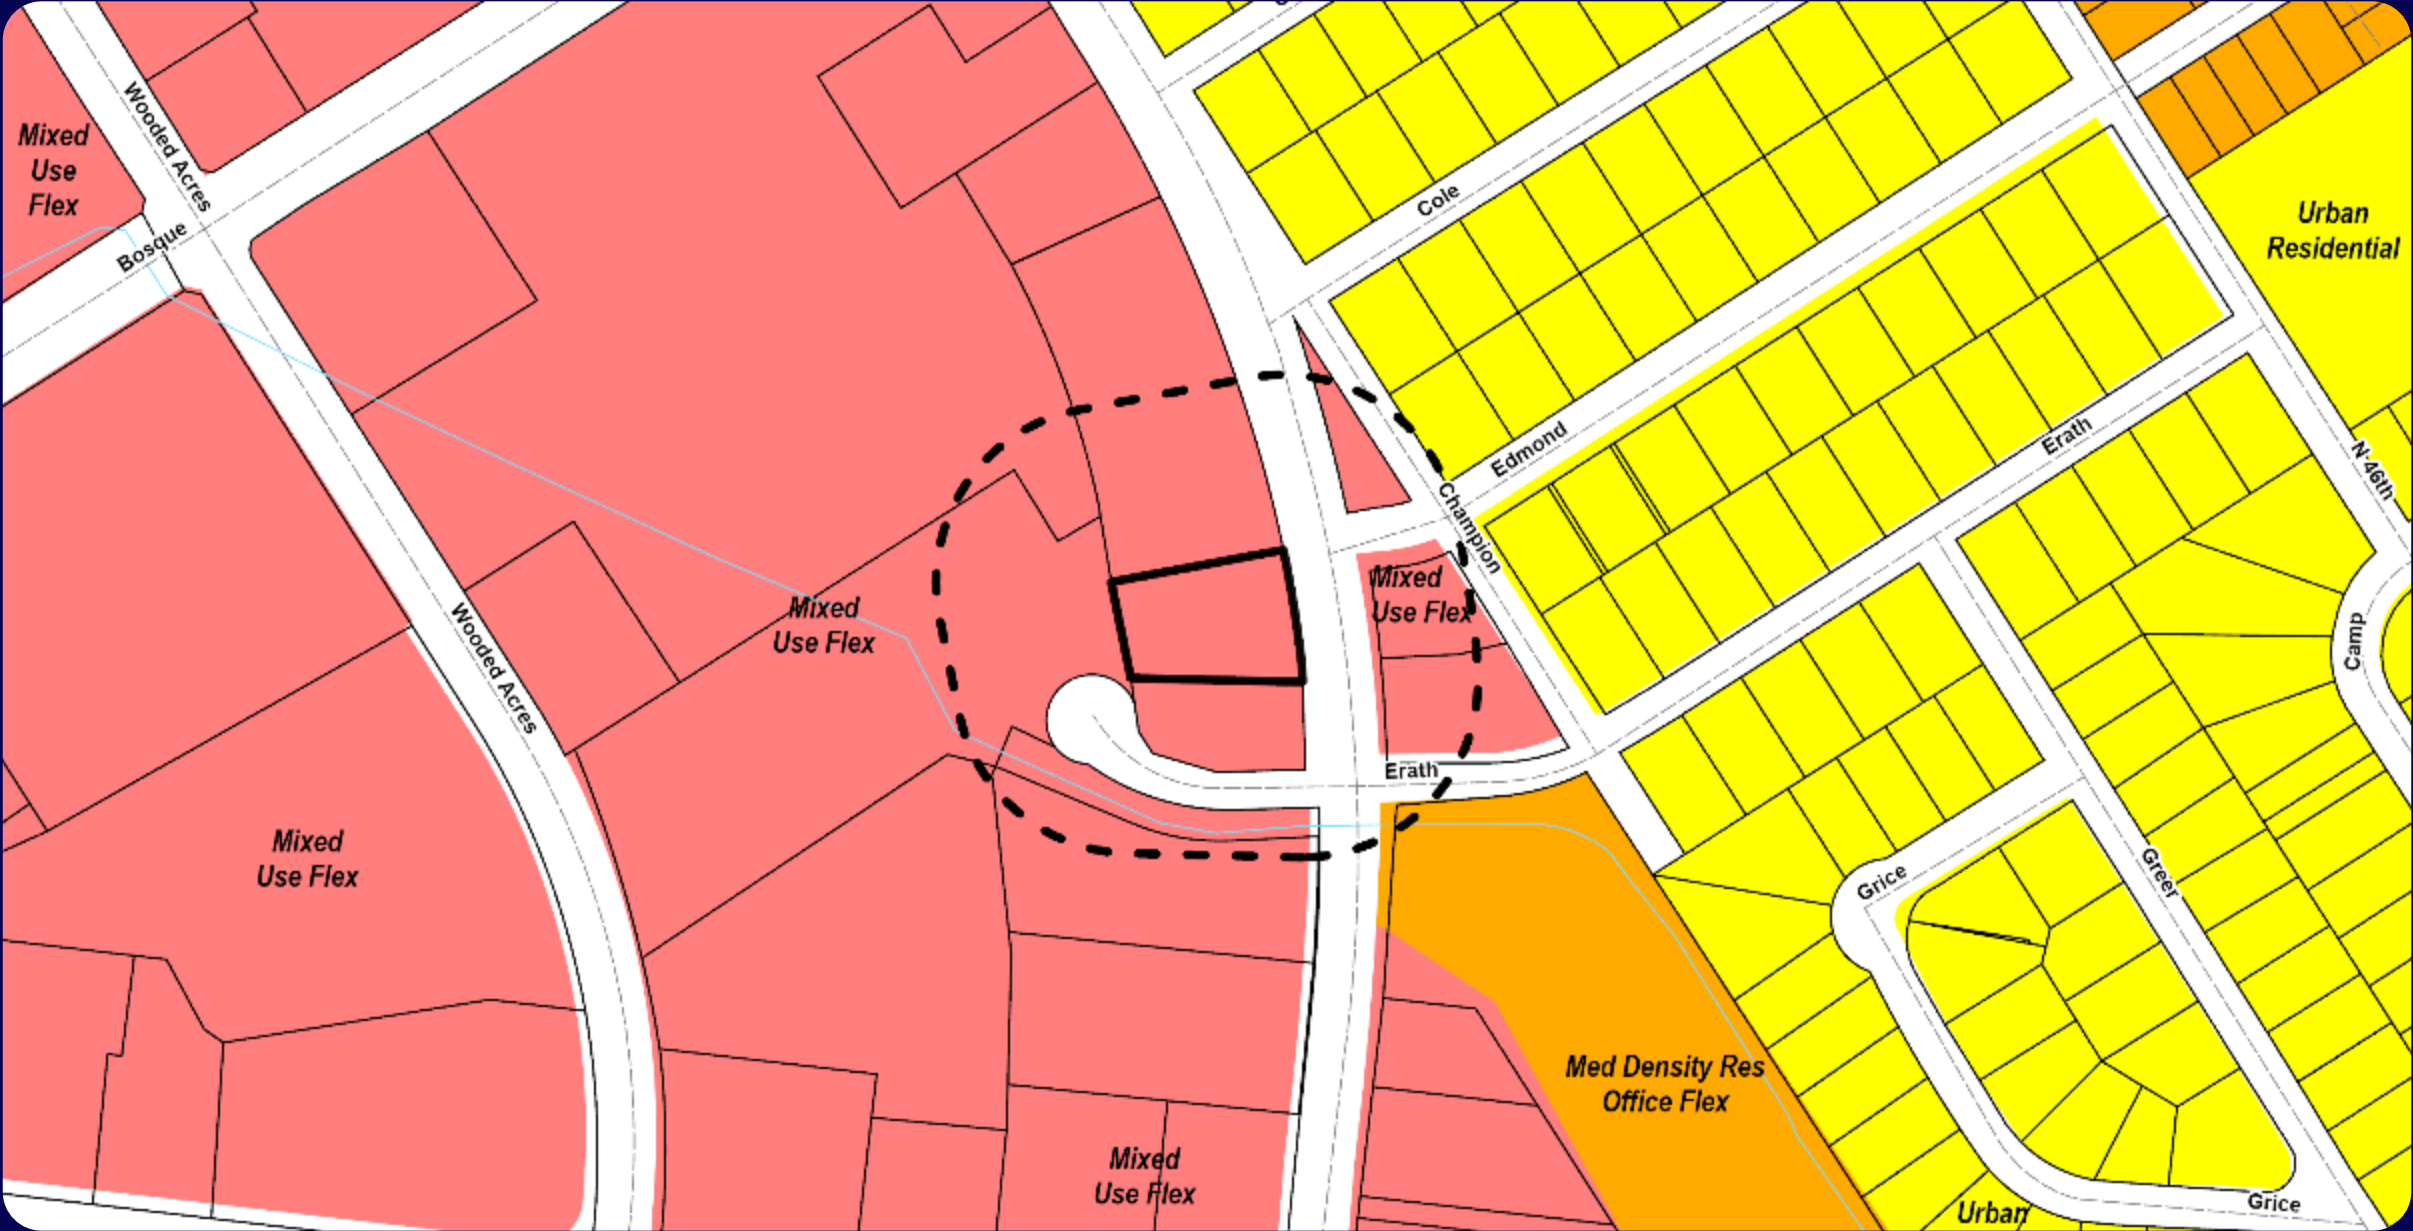 Wooded Acres
Mixed
Use
Flex
Bosque
Cole
Urban
Residential
Edmond
Erath
N 46th
Champion
Mixed
Use Flex
Mixed
Use Flex
Camp
Wooded Acres
Erath
Mixed
Use Flex
Grice
Greer
Med Density Res
Office Flex
Mixed
Use Flex
Grice
Urban